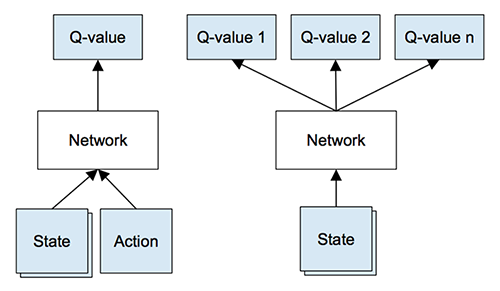 Q-value
Network
State
Action
Q-value 1
Q-value 2
Q-value n
Network
State